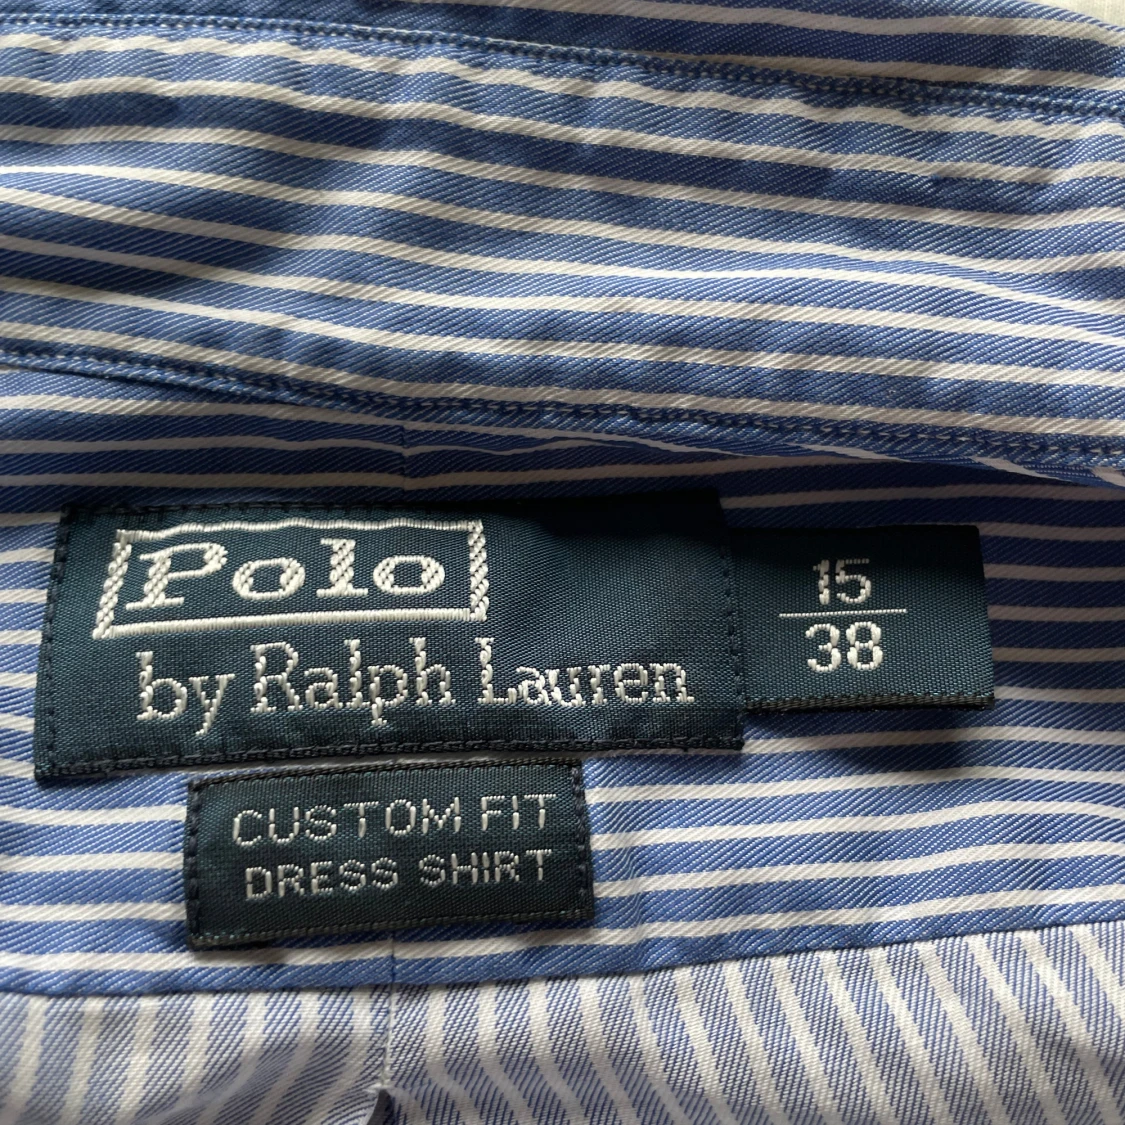 Polo
by Ralph Lauren
15
38
CUSTOM FIT
DRESS SHIRT